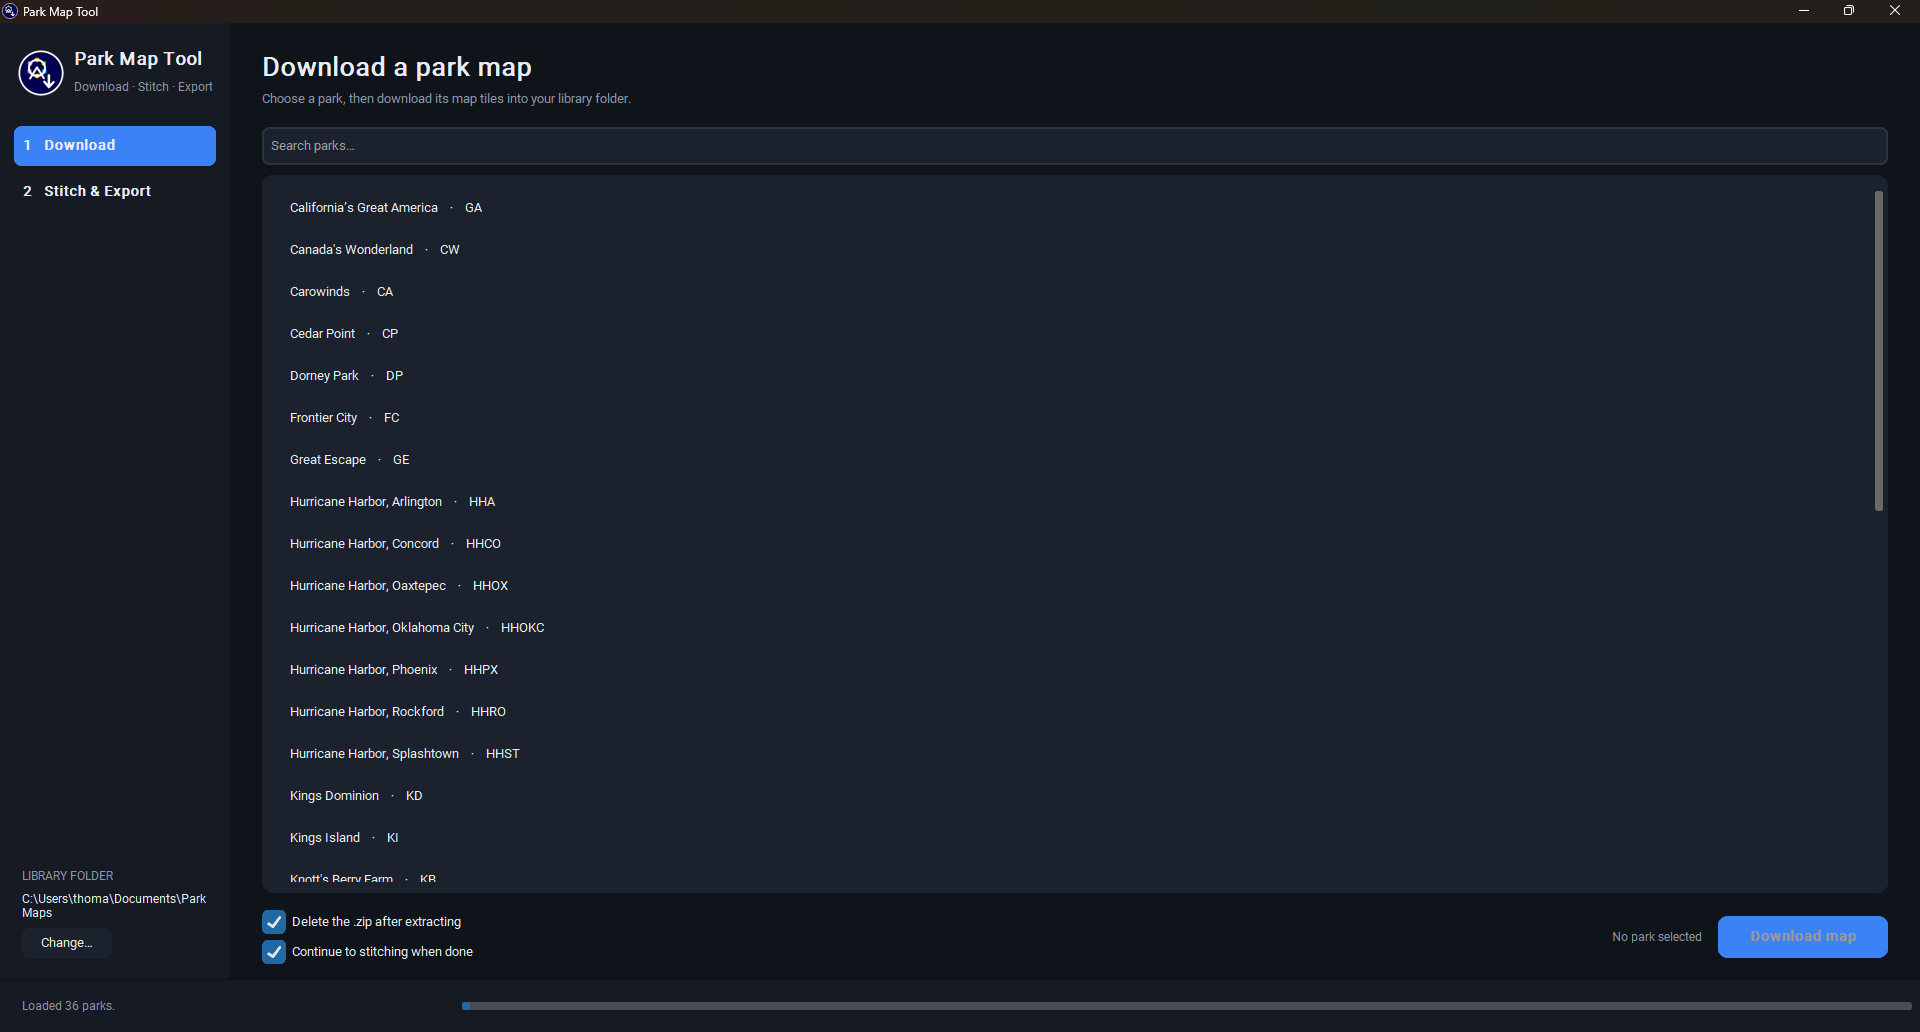 Park Map Tool
Park Map Tool
Download · Stitch · Export
1 Download
2 Stitch & Export
LIBRARY FOLDER
C:\Users\thoma\Documents\Park
Maps
Change...
Download a park map
Choose a park, then download its map tiles into your library folder.
Search parks...
California's Great America · GA
Canada's Wonderland · CW
Carowinds · CA
Cedar Point · CP
Dorney Park · DP
Frontier City · FC
Great Escape · GE
Hurricane Harbor, Arlington · HHA
Hurricane Harbor, Concord · HHCO
Hurricane Harbor, Oaxtepec · HHOX
Hurricane Harbor, Oklahoma City · HHOKC
Hurricane Harbor, Phoenix · HHPX
Hurricane Harbor, Rockford · HHRO
Hurricane Harbor, Splashtown · HHST
Kings Dominion · KD
Kings Island · KI
Knott's Berry Farm · KB
Delete the .zip after extracting
Continue to stitching when done
No park selected
Download map
Loaded 36 parks.